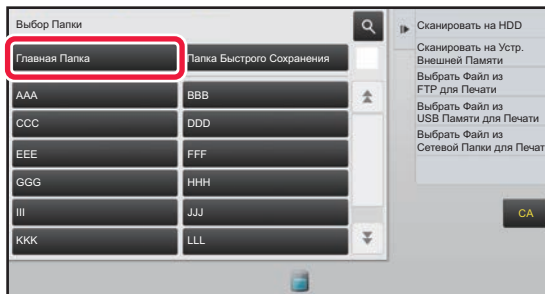 Выбор Папки
Главная Папка
Папка Быстрого Сохранения
AAA
BBB
CCC
DDD
EEE
FFF
GGG
HHH
III
JJJ
KKK
LLL
Сканировать на HDD
Сканировать на Устр.
Внешней Памяти
Выбрать Файл из
FTP для Печати
Выбрать Файл из
USB Памяти для Печати
Выбрать Файл из
Сетевой Папки для Печат
CA